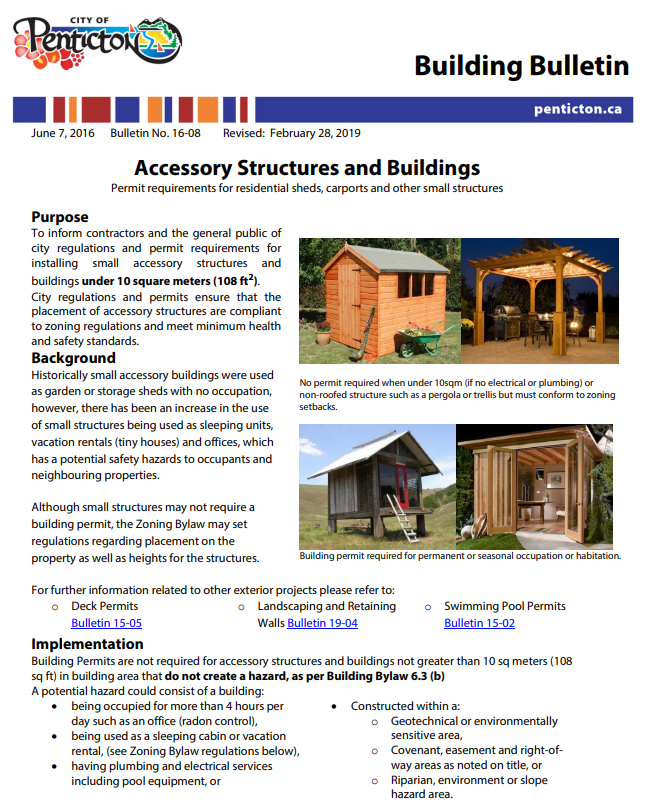 CITY OF
Penticton
Building Bulletin
penticton.ca
June 7, 2016 Bulletin No. 16-08 Revised: February 28, 2019
Accessory Structures and Buildings
Permit requirements for residential sheds, carports and other small structures
Purpose
To inform contractors and the general public of
city regulations and permit requirements for
installing small accessory structures and
buildings under 10 square meters (108 ft²).
City regulations and permits ensure that the
placement of accessory structures are compliant
to zoning regulations and meet minimum health
and safety standards.
Background
Historically small accessory buildings were used
as garden or storage sheds with no occupation,
however, there has been an increase in the use
of small structures being used as sleeping units,
vacation rentals (tiny houses) and offices, which
has a potential safety hazards to occupants and
neighbouring properties.
Although small structures may not require a
building permit, the Zoning Bylaw may set
regulations regarding placement on the
property as well as heights for the structures.
No permit required when under 10sqm (if no electrical or plumbing) or
non-roofed structure such as a pergola or trellis but must conform to zoning
setbacks.
Building permit required for permanent or seasonal occupation or habitation.
For further information related to other exterior projects please refer to:
o Deck Permits
Bulletin 15-05
o Landscaping and Retaining
Walls Bulletin 19-04
o Swimming Pool Permits
Bulletin 15-02
Implementation
Building Permits are not required for accessory structures and buildings not greater than 10 sq meters (108
sq ft) in building area that do not create a hazard, as per Building Bylaw 6.3 (b)
A potential hazard could consist of a building:
• being occupied for more than 4 hours per
day such as an office (radon control),
• being used as a sleeping cabin or vacation
rental, (see Zoning Bylaw regulations below),
• having plumbing and electrical services
including pool equipment, or
• Constructed within a:
o Geotechnical or environmentally
sensitive area,
o Covenant, easement and right-of-
way areas as noted on title, or
o Riparian, environment or slope
hazard area.